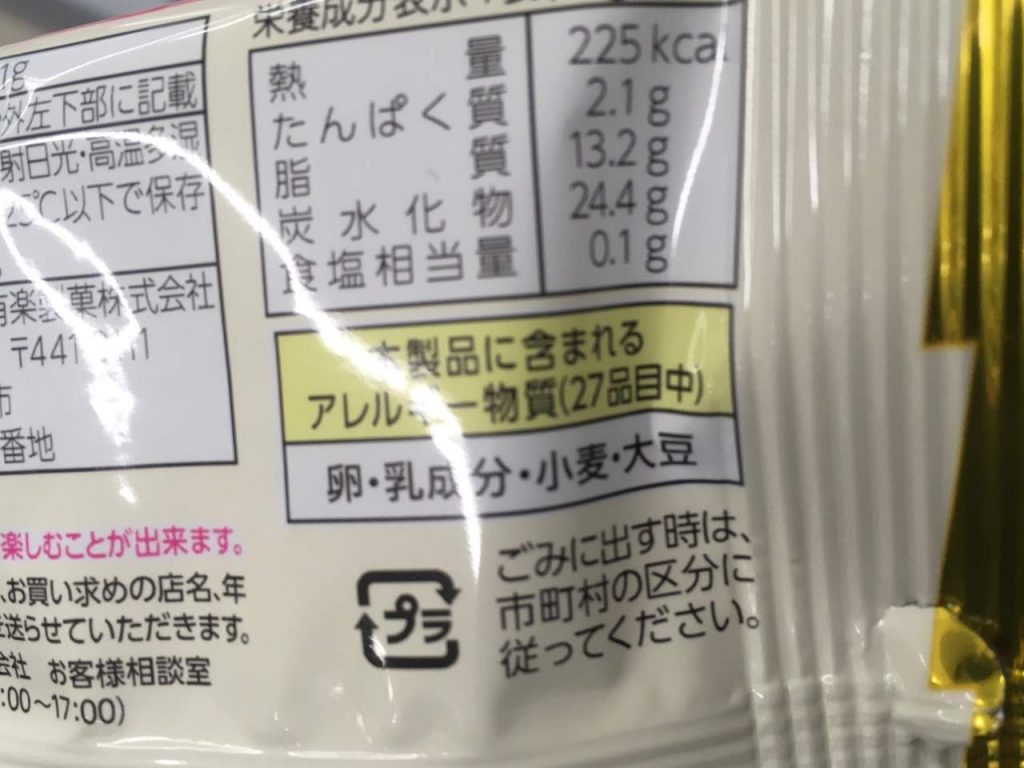 1g
外左下部に記載
射日光・高温多湿
25℃以下で保存
有楽製菓株式会社
〒441
市
番地
楽しむことが出来ます。
、お買い求めの店名、年
送らせていただきます。
会社 お客様相談室
:00〜17:00)
栄養成分表示
熱量 225kcal
たんぱく質 2.1g
脂質 13.2g
炭水化物 24.4g
食塩相当量 0.1g
本製品に含まれる
アレルギー物質(27品目中)
卵・乳成分・小麦・大豆
プラ
ごみに出す時は、
市町村の区分に
従ってください。